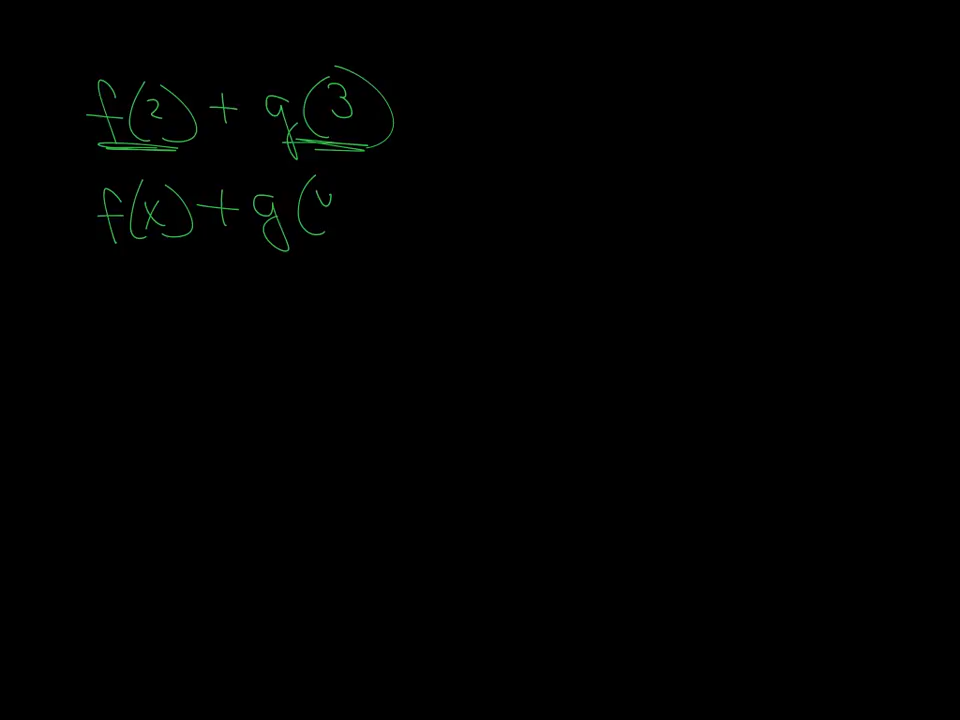 f(2) + g(3)
f(x) + g(